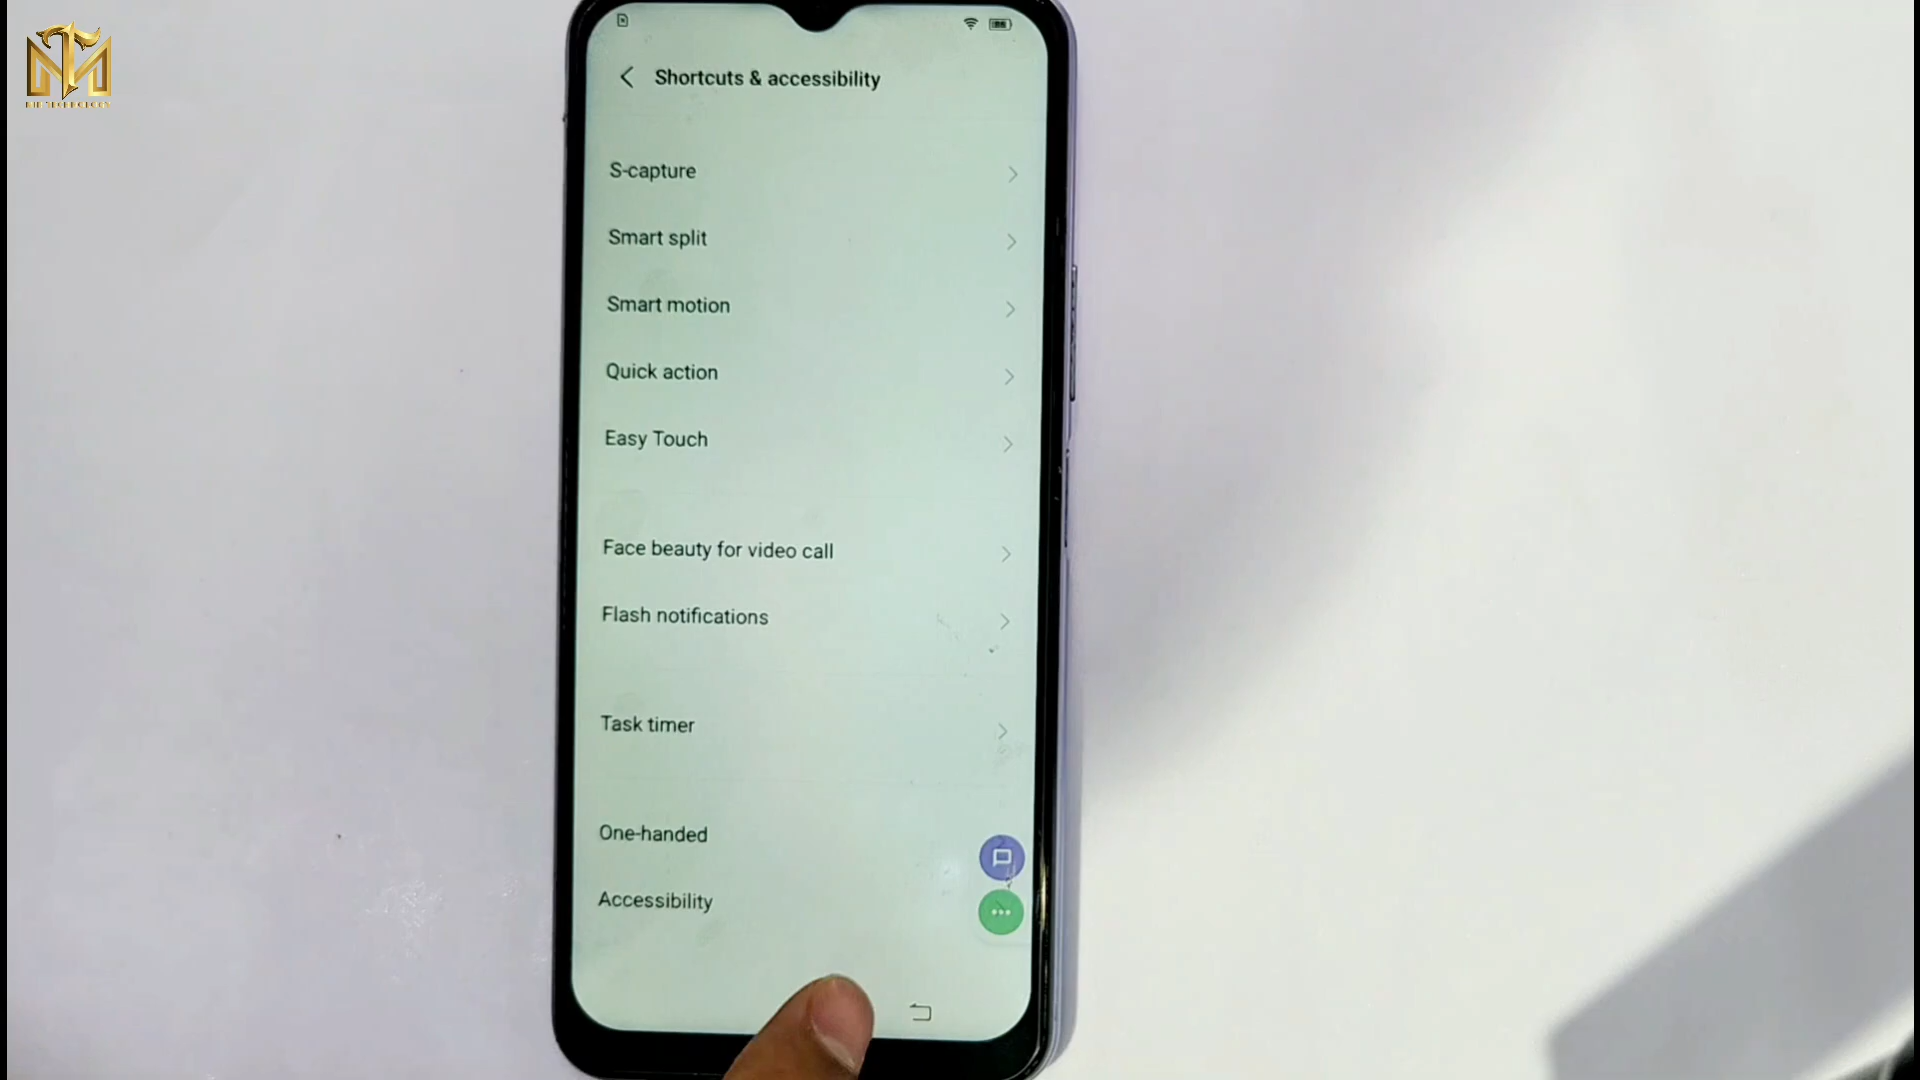 Shortcuts & accessibility
S-capture
Smart split
Smart motion
Quick action
Easy Touch
Face beauty for video call
Flash notifications
Task timer
One-handed
Accessibility